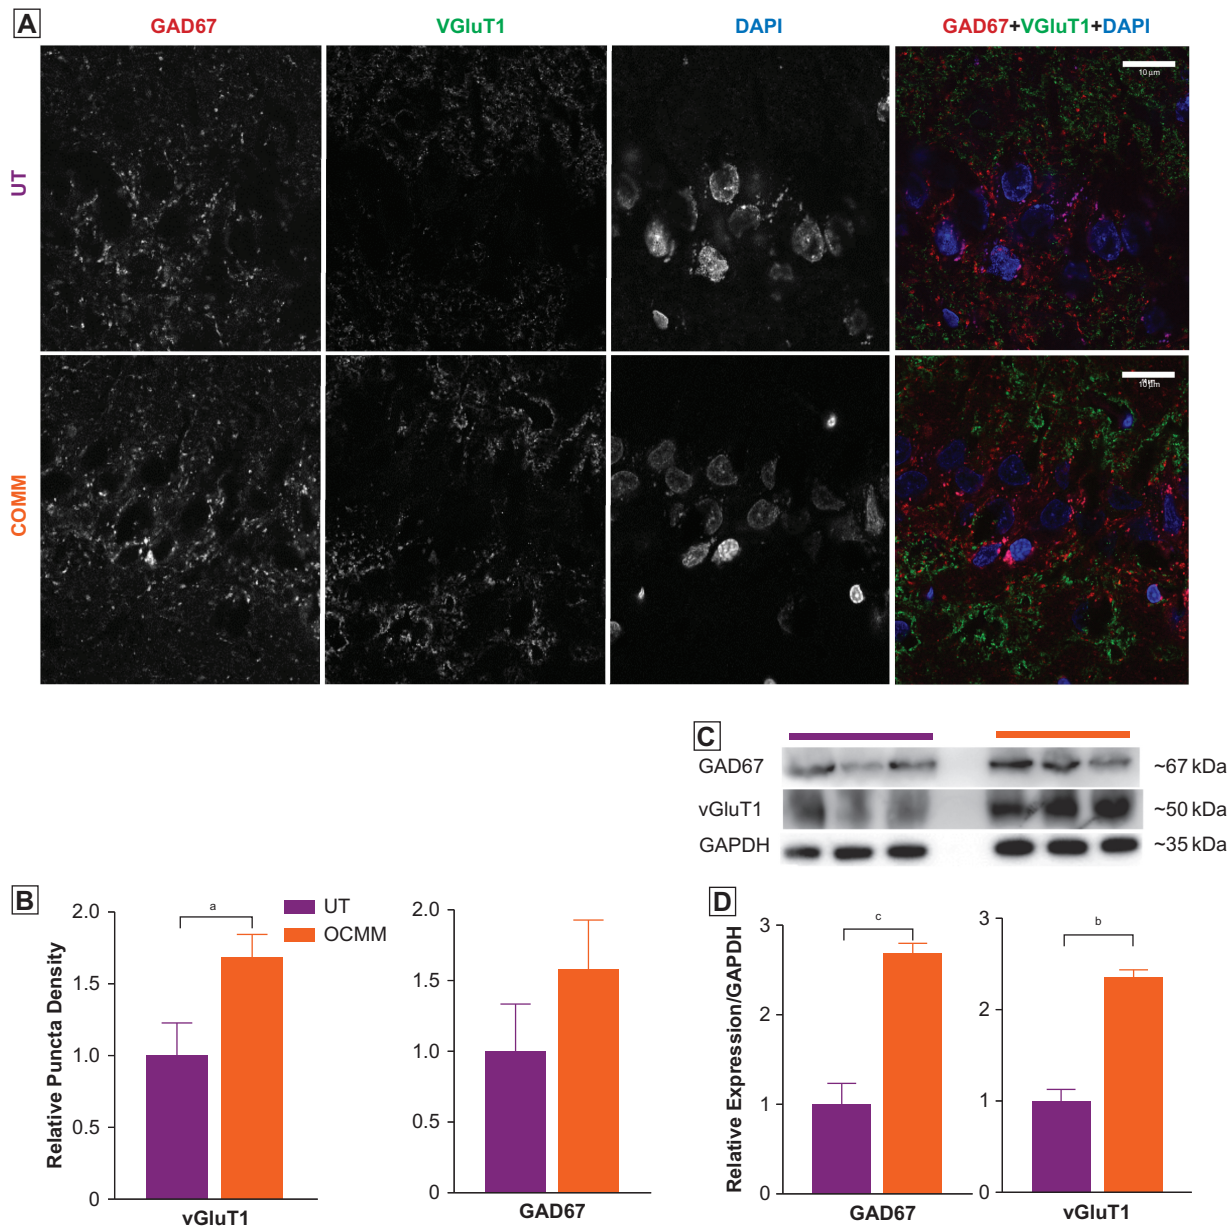 A
GAD67
VGluT1
DAPI
GAD67+VGluT1+DAPI
UT
10 µm
COMM
10 µm
C
GAD67
~67 kDa
vGluT1
~50 kDa
GAPDH
~35 kDa
B
Relative Puncta Density
2.0
1.5
1.0
0.5
0
a
vGluT1
UT
OCMM
2.0
1.5
1.0
0.5
0
GAD67
D
Relative Expression/GAPDH
3
2
1
0
c
GAD67
3
2
1
0
b
vGluT1